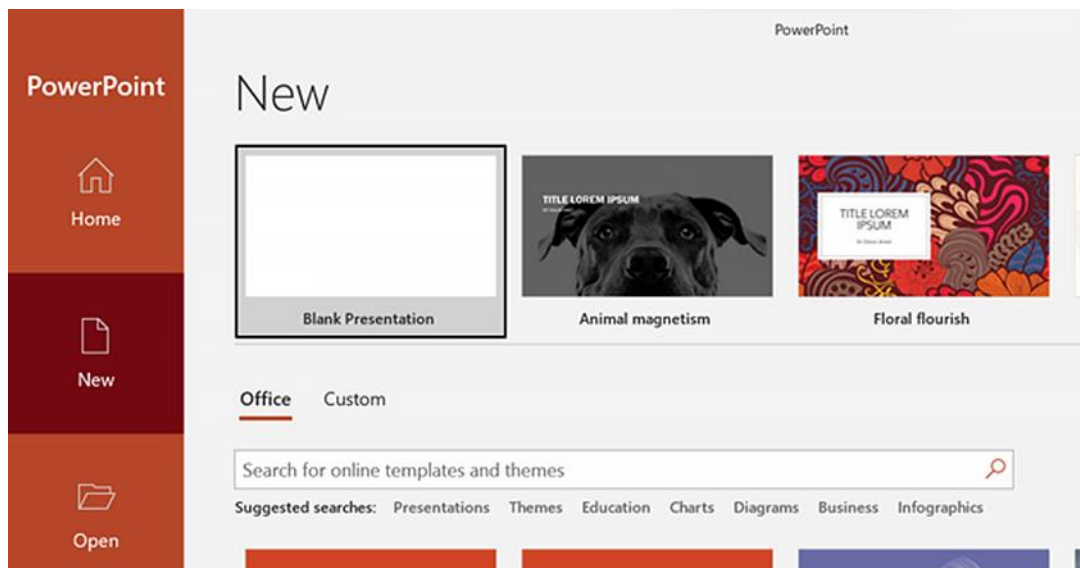 PowerPoint
PowerPoint
New
Home
TITLE LOREM IPSUM
TITLE LOREM
IPSUM
Blank Presentation
Animal magnetism
Floral flourish
New
Office Custom
Search for online templates and themes
Suggested searches: Presentations Themes Education Charts Diagrams Business Infographics
Open